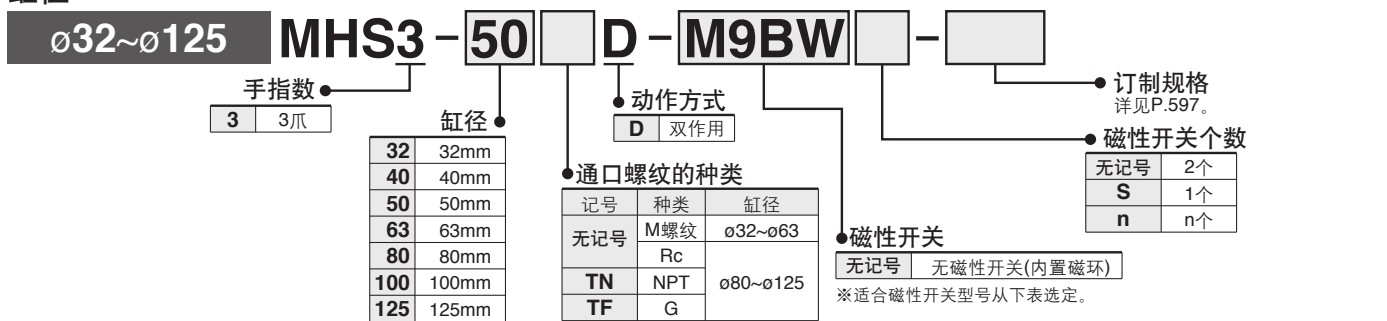 ø32~ø125 MHS3-50 D-M9BW -
手指数
3 3爪
缸径
32 32mm
40 40mm
50 50mm
63 63mm
80 80mm
100 100mm
125 125mm
动作方式
D 双作用
通口螺纹的种类
记号 种类 缸径
无记号 M螺纹 ø32~ø63
Rc ø80~ø125
TN NPT
TF G
磁性开关
无记号 无磁性开关(内置磁环)
※适合磁性开关型号从下表选定。
订制规格
详见P.597。
磁性开关个数
无记号 2个
S 1个
n n个